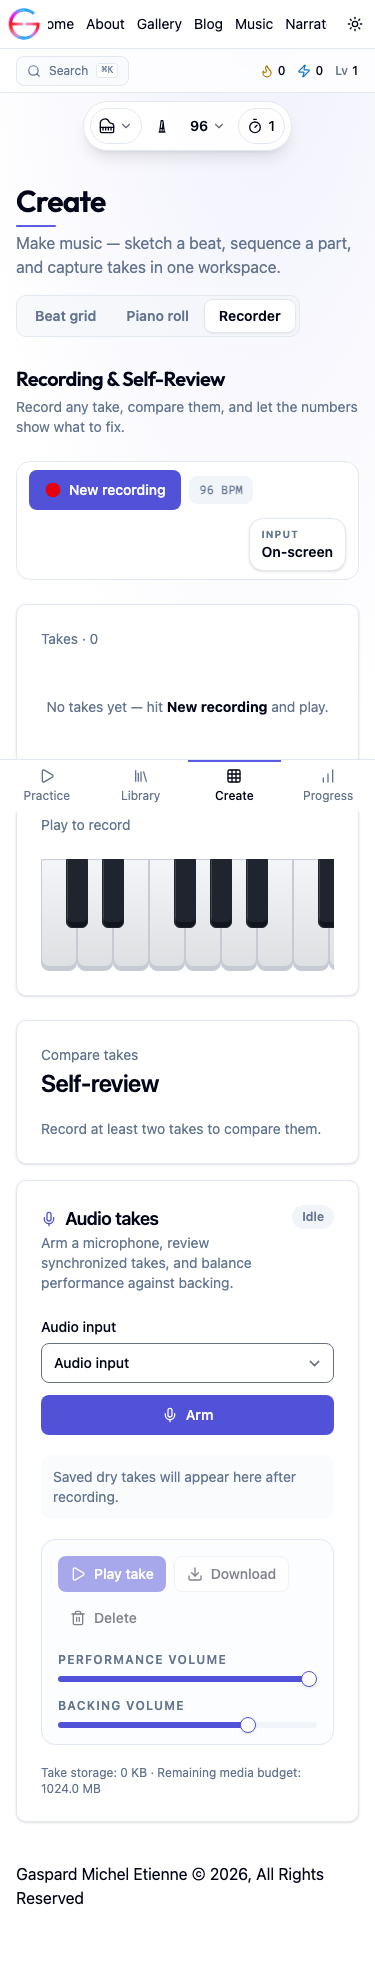 ome About Gallery Blog Music Narrat
Search ⌘K 0 0 Lv 1
96 1
Create
Make music — sketch a beat, sequence a part,
and capture takes in one workspace.
Beat grid Piano roll Recorder
Recording & Self-Review
Record any take, compare them, and let the numbers
show what to fix.
New recording 96 BPM
INPUT
On-screen
Takes · 0
No takes yet — hit New recording and play.
Practice Library Create Progress
Play to record
Compare takes
Self-review
Record at least two takes to compare them.
Audio takes Idle
Arm a microphone, review
synchronized takes, and balance
performance against backing.
Audio input
Audio input
Arm
Saved dry takes will appear here after
recording.
Play take Download
Delete
PERFORMANCE VOLUME
BACKING VOLUME
Take storage: 0 KB · Remaining media budget:
1024.0 MB
Gaspard Michel Etienne © 2026, All Rights
Reserved